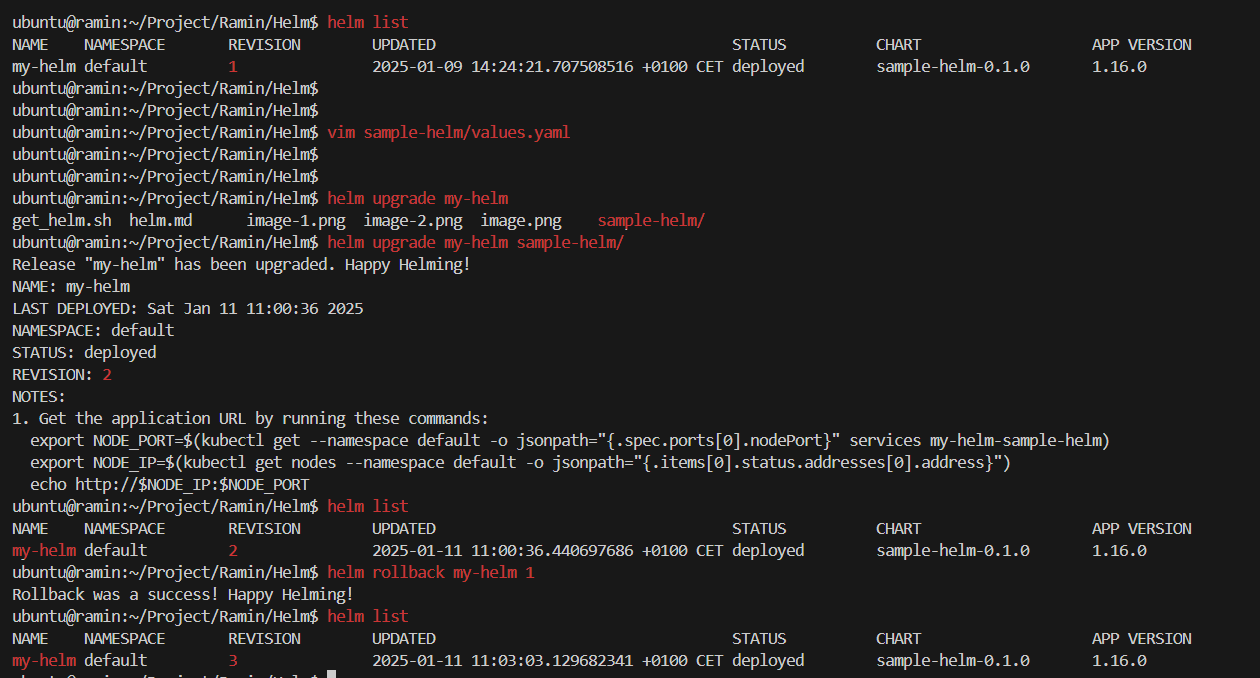 ubuntu@ramin:~/Project/Ramin/Helm$ helm list
NAME    NAMESPACE       REVISION        UPDATED                                 STATUS          CHART                   APP VERSION
my-helm default         1               2025-01-09 14:24:21.707508516 +0100 CET deployed        sample-helm-0.1.0       1.16.0
ubuntu@ramin:~/Project/Ramin/Helm$
ubuntu@ramin:~/Project/Ramin/Helm$
ubuntu@ramin:~/Project/Ramin/Helm$ vim sample-helm/values.yaml
ubuntu@ramin:~/Project/Ramin/Helm$
ubuntu@ramin:~/Project/Ramin/Helm$
ubuntu@ramin:~/Project/Ramin/Helm$ helm upgrade my-helm
get_helm.sh  helm.md      image-1.png  image-2.png  image.png    sample-helm/
ubuntu@ramin:~/Project/Ramin/Helm$ helm upgrade my-helm sample-helm/
Release "my-helm" has been upgraded. Happy Helming!
NAME: my-helm
LAST DEPLOYED: Sat Jan 11 11:00:36 2025
NAMESPACE: default
STATUS: deployed
REVISION: 2
NOTES:
1. Get the application URL by running these commands:
  export NODE_PORT=$(kubectl get --namespace default -o jsonpath="{.spec.ports[0].nodePort}" services my-helm-sample-helm)
  export NODE_IP=$(kubectl get nodes --namespace default -o jsonpath="{.items[0].status.addresses[0].address}")
  echo http://$NODE_IP:$NODE_PORT
ubuntu@ramin:~/Project/Ramin/Helm$ helm list
NAME    NAMESPACE       REVISION        UPDATED                                 STATUS          CHART                   APP VERSION
my-helm default         2               2025-01-11 11:00:36.440697686 +0100 CET deployed        sample-helm-0.1.0       1.16.0
ubuntu@ramin:~/Project/Ramin/Helm$ helm rollback my-helm 1
Rollback was a success! Happy Helming!
ubuntu@ramin:~/Project/Ramin/Helm$ helm list
NAME    NAMESPACE       REVISION        UPDATED                                 STATUS          CHART                   APP VERSION
my-helm default         3               2025-01-11 11:03:03.129682341 +0100 CET deployed        sample-helm-0.1.0       1.16.0